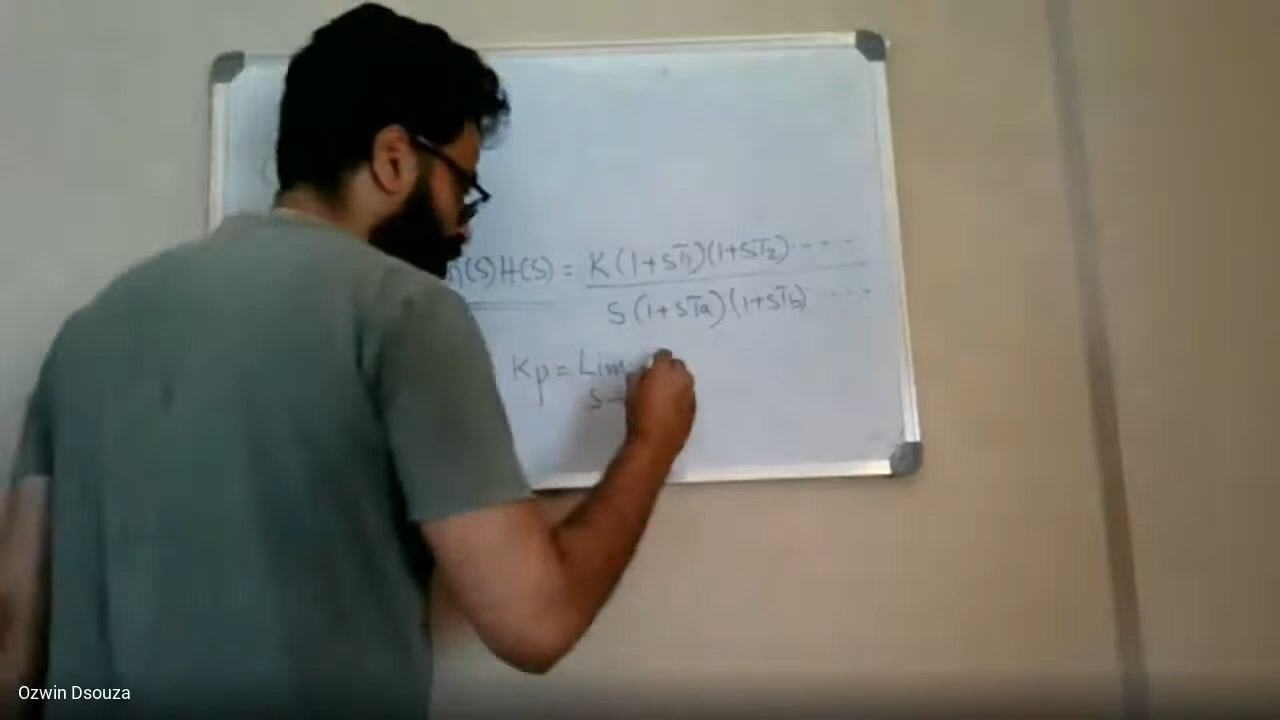 (S)H(S) = K(1+ST₁)(1+ST₂)----
S(1+STa)(1+STb) ---
Kp = Lim
S→
Ozwin Dsouza